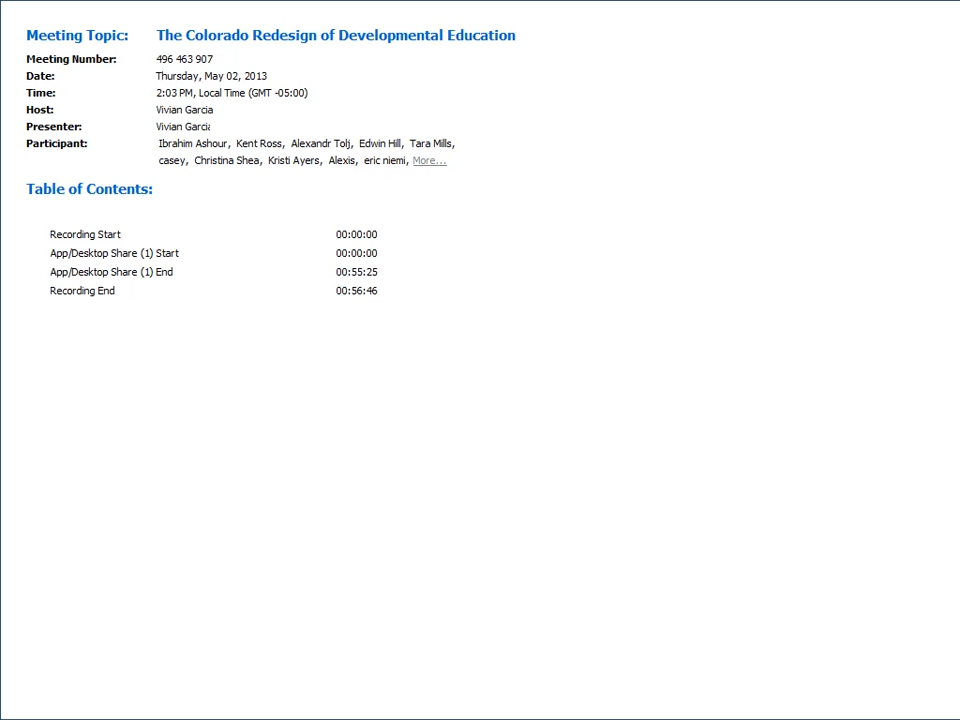 Meeting Topic: The Colorado Redesign of Developmental Education
Meeting Number: 496 463 907
Date: Thursday, May 02, 2013
Time: 2:03 PM, Local Time (GMT -05:00)
Host: Vivian Garcia
Presenter: Vivian Garcia
Participant: Ibrahim Ashour, Kent Ross, Alexandr Tolj, Edwin Hill, Tara Mills,
casey, Christina Shea, Kristi Ayers, Alexis, eric niemi, More...
Table of Contents:
Recording Start 00:00:00
App/Desktop Share (1) Start 00:00:00
App/Desktop Share (1) End 00:55:25
Recording End 00:56:46